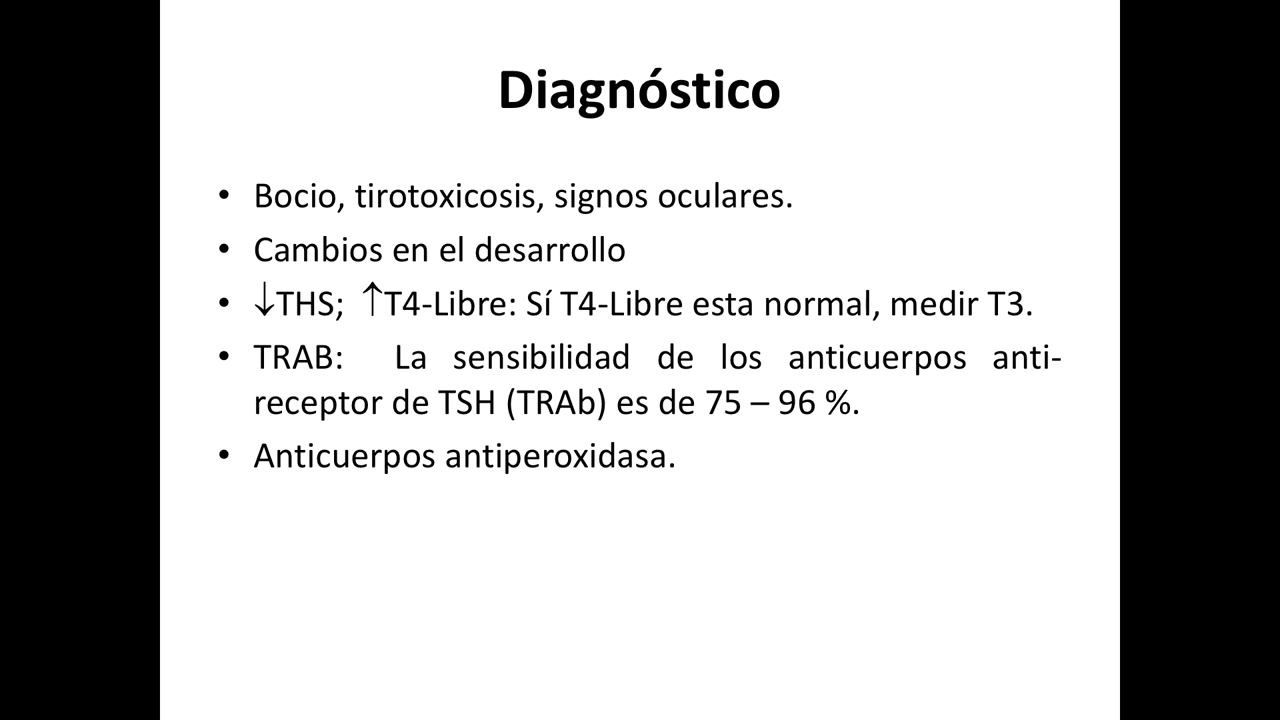 Diagnóstico
• Bocio, tirotoxicosis, signos oculares.
• Cambios en el desarrollo
• ↓THS; ↑T4-Libre: Sí T4-Libre esta normal, medir T3.
• TRAB: La sensibilidad de los anticuerpos anti-
receptor de TSH (TRAb) es de 75 – 96 %.
• Anticuerpos antiperoxidasa.